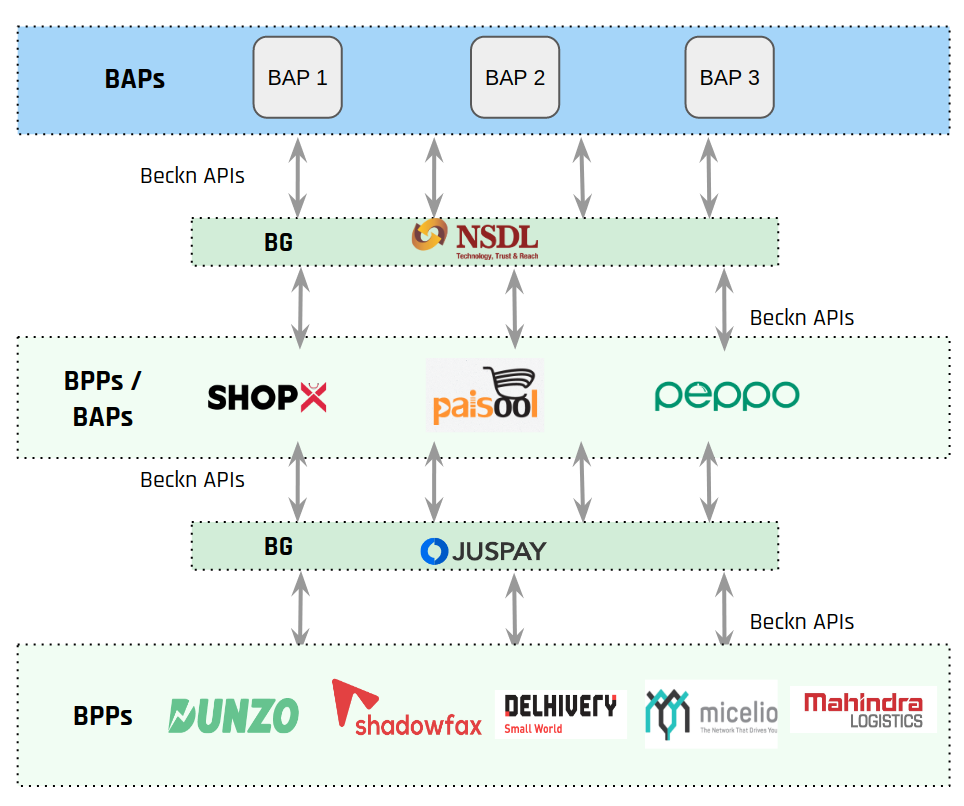 BAPs
BAP 1
BAP 2
BAP 3
Beckn APIs
BG
NSDL
Technology, Trust & Reach
Beckn APIs
BPPs /
BAPs
SHOPX
paisool
peppo
Beckn APIs
BG
JUSPAY
Beckn APIs
BPPs
DUNZO
shadowfax
DELHIVERY
Small World
micelio
The Network That Drives You
Mahindra
LOGISTICS